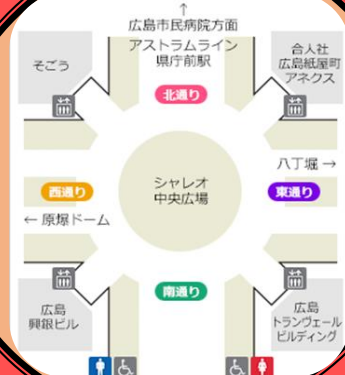 ↑
広島市民病院方面
アストラムライン
県庁前駅
そごう
合人社
広島紙屋町
アネクス
北通り
八丁堀 →
シャレオ
中央広場
西通り
東通り
← 原爆ドーム
南通り
広島
興銀ビル
広島
トランヴェール
ビルディング